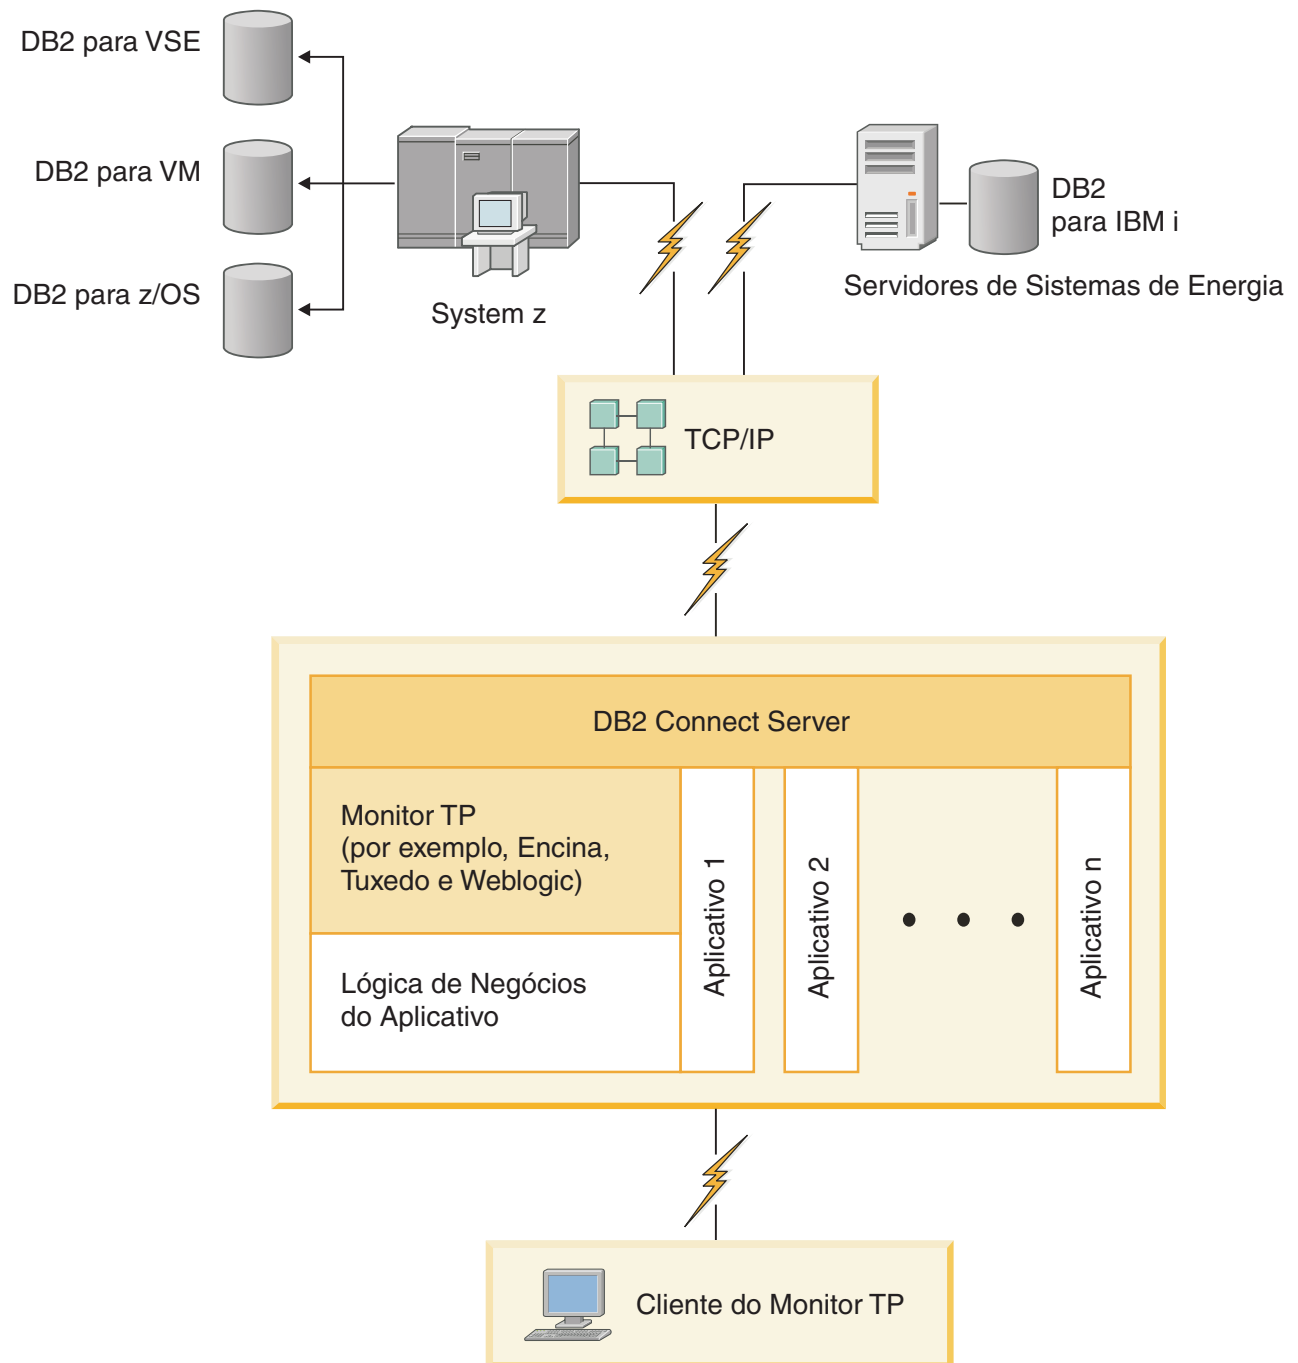 DB2 para VSE
DB2 para VM
DB2 para z/OS
System z
DB2
para IBM i
Servidores de Sistemas de Energia
TCP/IP
DB2 Connect Server
Monitor TP
(por exemplo, Encina,
Tuxedo e Weblogic)
Lógica de Negócios
do Aplicativo
Aplicativo 1
Aplicativo 2
Aplicativo n
Cliente do Monitor TP